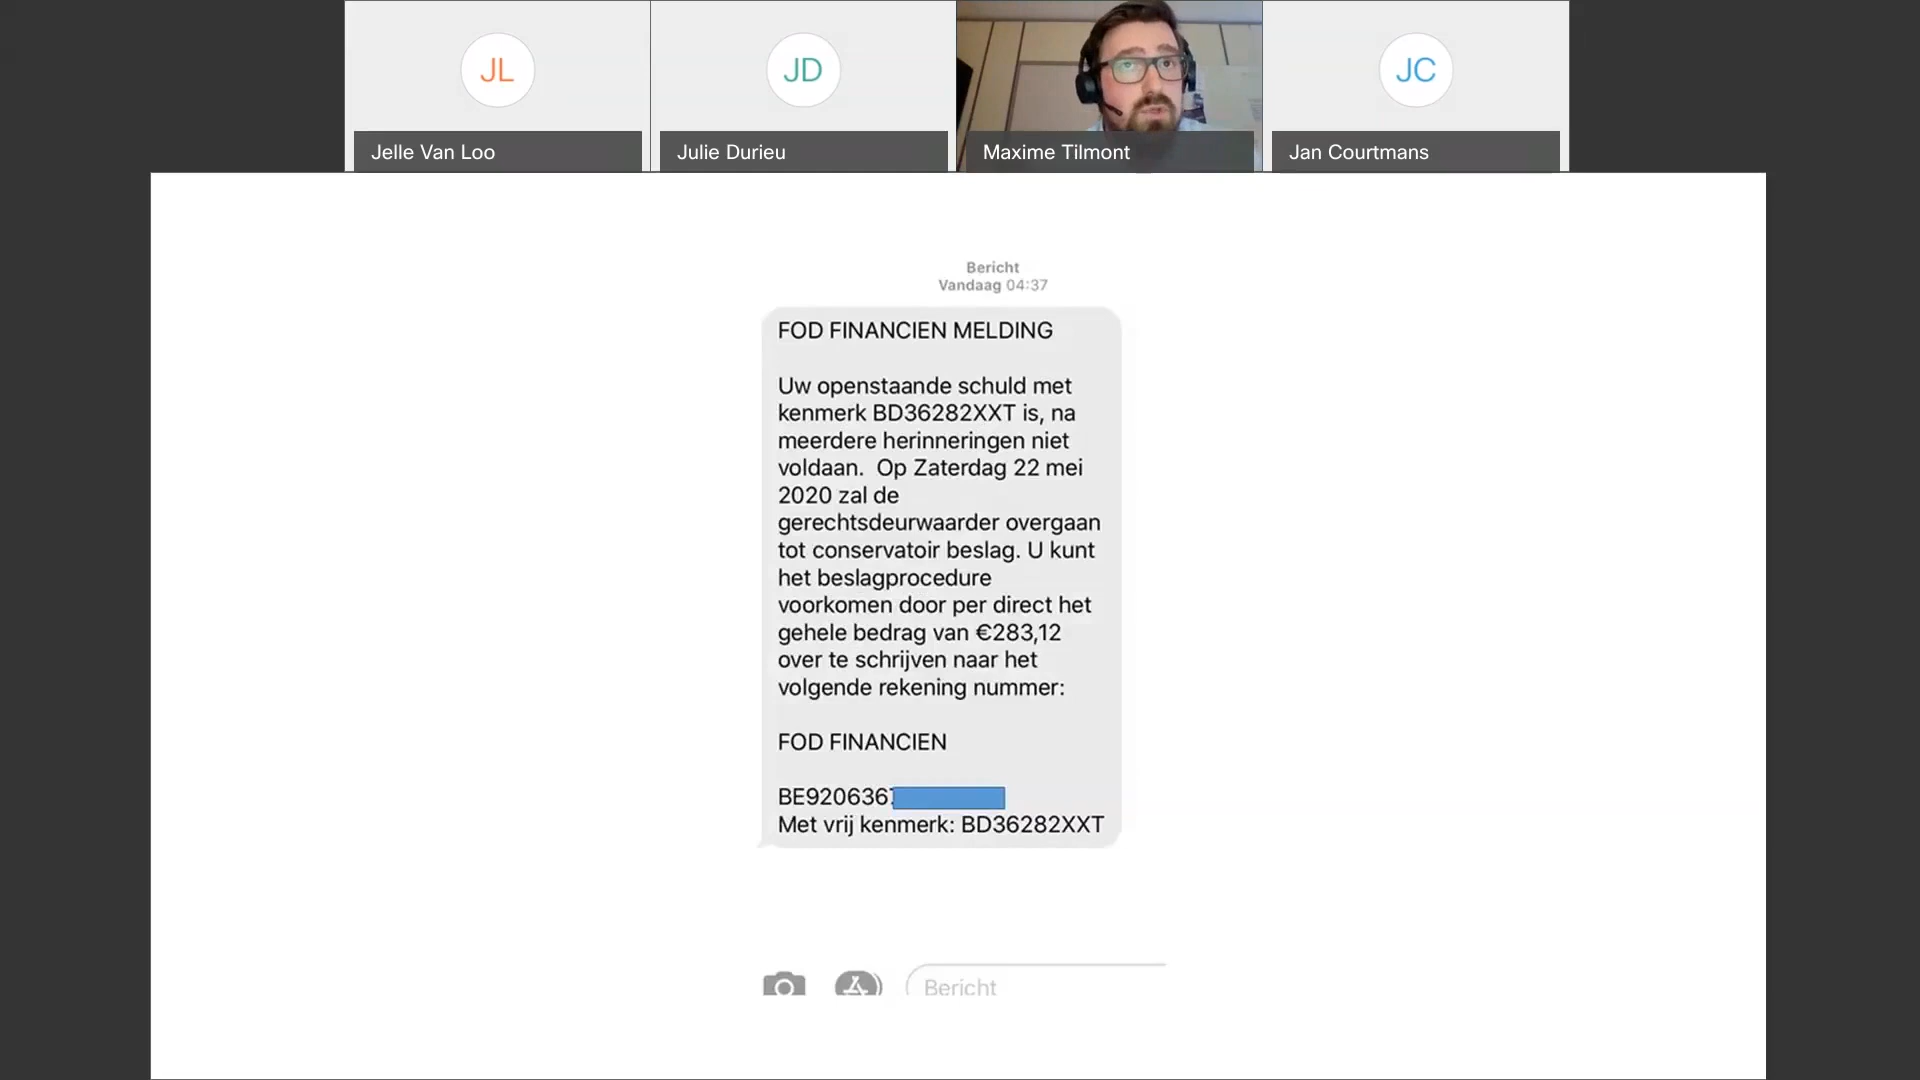 JL
JD
JC
Jelle Van Loo
Julie Durieu
Maxime Tilmont
Jan Courtmans
Bericht
Vandaag 04:37
FOD FINANCIEN MELDING
Uw openstaande schuld met
kenmerk BD36282XXT is, na
meerdere herinneringen niet
voldaan. Op Zaterdag 22 mei
2020 zal de
gerechtsdeurwaarder overgaan
tot conservatoir beslag. U kunt
het beslagprocedure
voorkomen door per direct het
gehele bedrag van €283,12
over te schrijven naar het
volgende rekening nummer:
FOD FINANCIEN
BE9206367
Met vrij kenmerk: BD36282XXT
Bericht